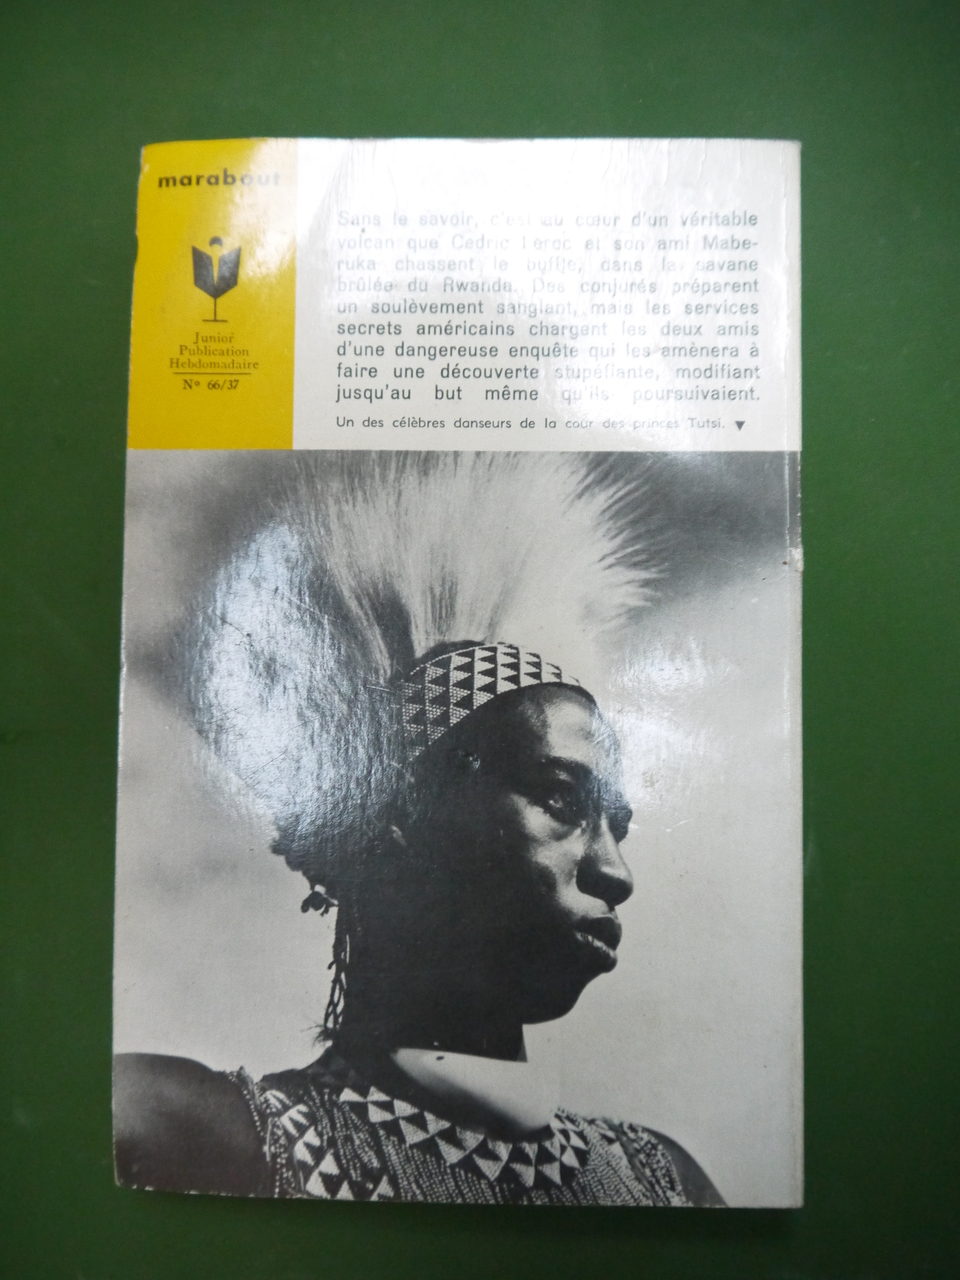 marabout
Junior
Publication
Hebdomadaire
Nº 66/37
Sans le savoir, c'est au cœur d'un véritable
volcan que Cedric Leroc et son ami Mabe-
ruka chassent le buffle, dans la savane
brûlée du Rwanda. Des conjurés préparent
un soulèvement sanglant, mais les services
secrets américains chargent les deux amis
d'une dangereuse enquête qui les amènera à
faire une découverte stupéfiante, modifiant
jusqu'au but même qu'ils poursuivaient.
Un des célèbres danseurs de la cour des princes Tutsi. ▼